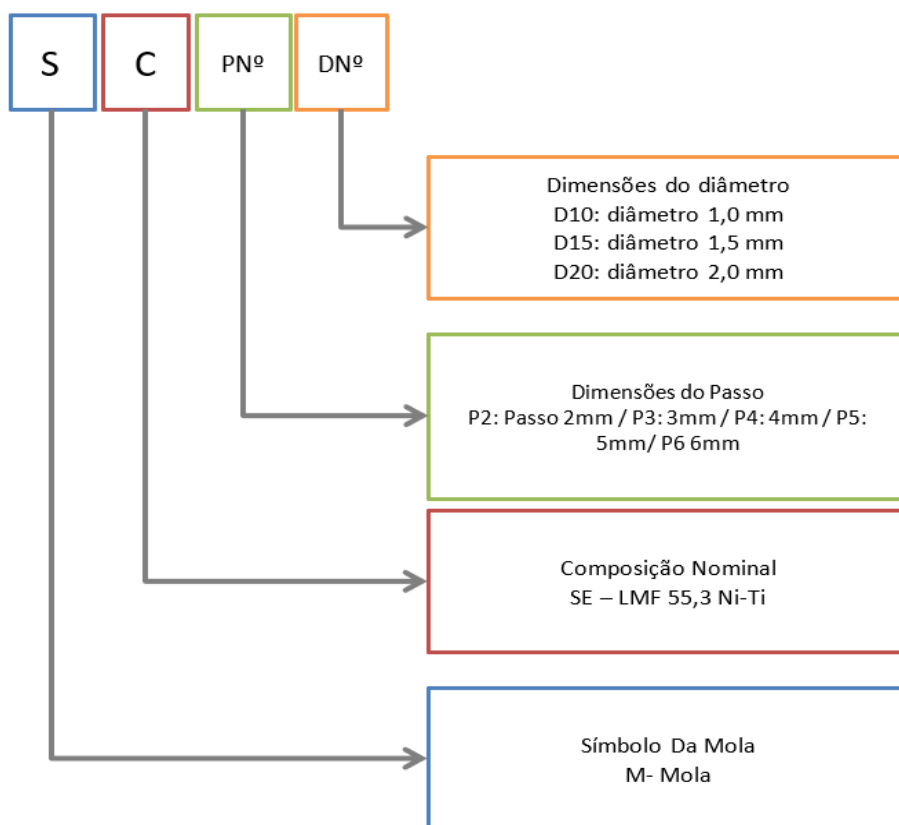 S C PNº DNº
Dimensões do diâmetro
D10: diâmetro 1,0 mm
D15: diâmetro 1,5 mm
D20: diâmetro 2,0 mm
Dimensões do Passo
P2: Passo 2mm / P3: 3mm / P4: 4mm / P5:
5mm/ P6 6mm
Composição Nominal
SE – LMF 55,3 Ni-Ti
Símbolo Da Mola
M- Mola